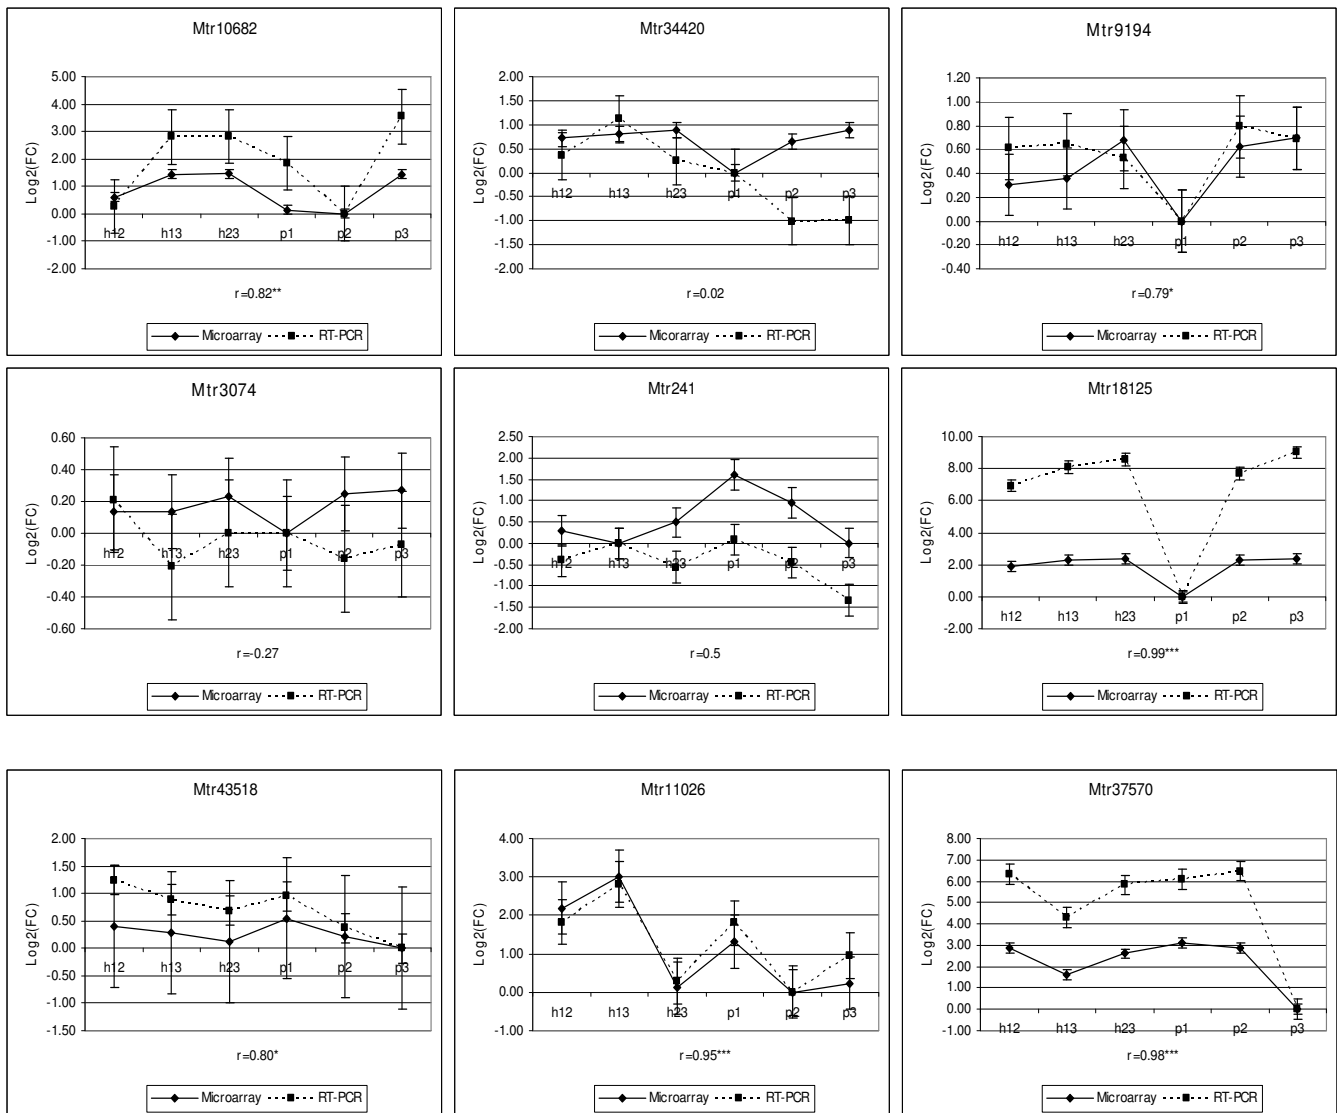 Mtr10682
5.00
4.00
3.00
2.00
1.00
0.00
-1.00
-2.00
Log2(FC)
h12 h13 h23 p1 p2 p3
r=0.82**
Microarray RT-PCR
Mtr34420
2.00
1.50
1.00
0.50
0.00
-0.50
-1.00
-1.50
-2.00
Log2(FC)
h12 h13 h23 p1 p2 p3
r=0.02
Micorarray RT-PCR
Mtr9194
1.20
1.00
0.80
0.60
0.40
0.20
0.00
-0.20
-0.40
Log2(FC)
h12 h13 h23 p1 p2 p3
r=0.79*
Microarray RT-PCR
Mtr3074
0.60
0.40
0.20
0.00
-0.20
-0.40
-0.60
Log2(FC)
h12 h13 h23 p1 p2 p3
r=-0.27
Microarray RT-PCR
Mtr241
2.50
2.00
1.50
1.00
0.50
0.00
-0.50
-1.00
-1.50
-2.00
Log2(FC)
h12 h13 h23 p1 p2 p3
r=0.5
Microarray RT-PCR
Mtr18125
10.00
8.00
6.00
4.00
2.00
0.00
-2.00
Log2(FC)
h12 h13 h23 p1 p2 p3
r=0.99***
Microarray RT-PCR
Mtr43518
2.00
1.50
1.00
0.50
0.00
-0.50
-1.00
-1.50
Log2(FC)
h12 h13 h23 p1 p2 p3
r=0.80*
Microarray RT-PCR
Mtr11026
4.00
3.00
2.00
1.00
0.00
-1.00
Log2(FC)
h12 h13 h23 p1 p2 p3
r=0.95***
Microarray RT-PCR
Mtr37570
8.00
7.00
6.00
5.00
4.00
3.00
2.00
1.00
0.00
-1.00
Log2(FC)
h12 h13 h23 p1 p2 p3
r=0.98***
Microarray RT-PCR